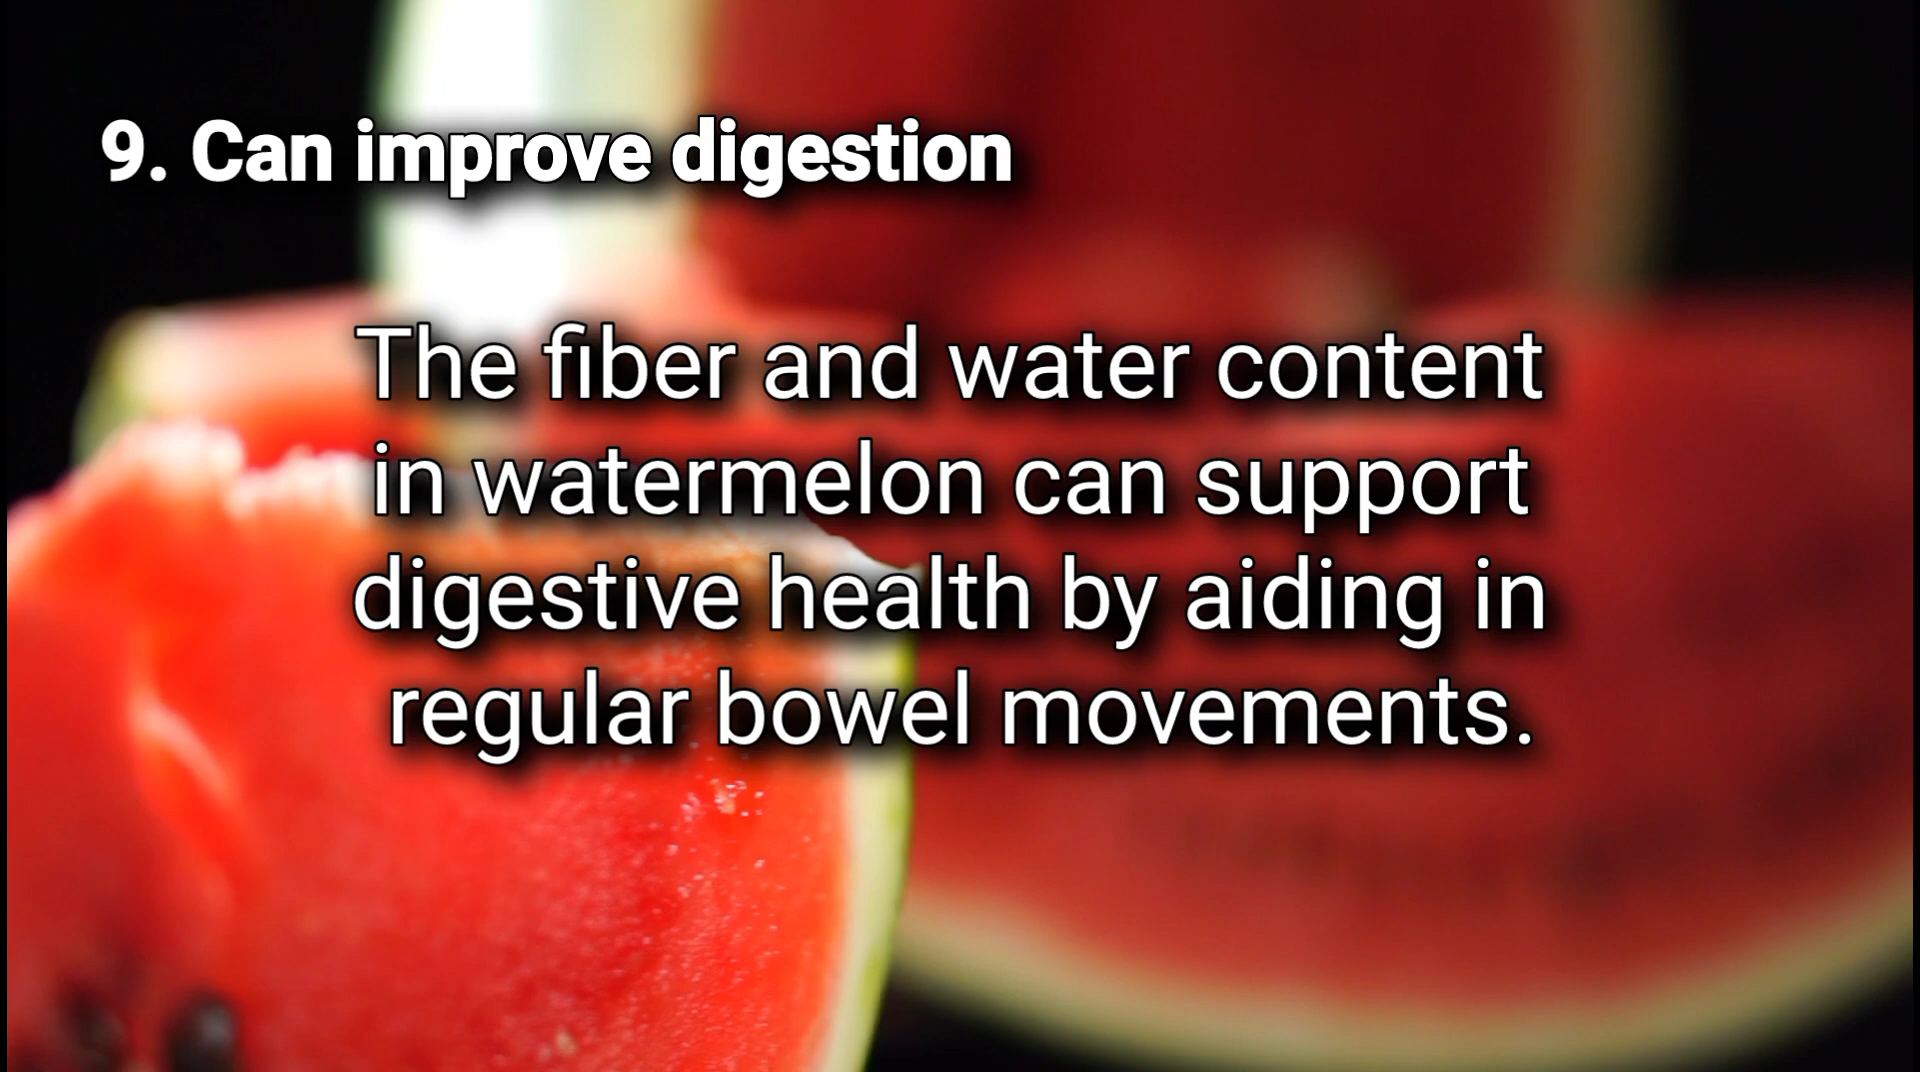 9. Can improve digestion
The fiber and water content
in watermelon can support
digestive health by aiding in
regular bowel movements.